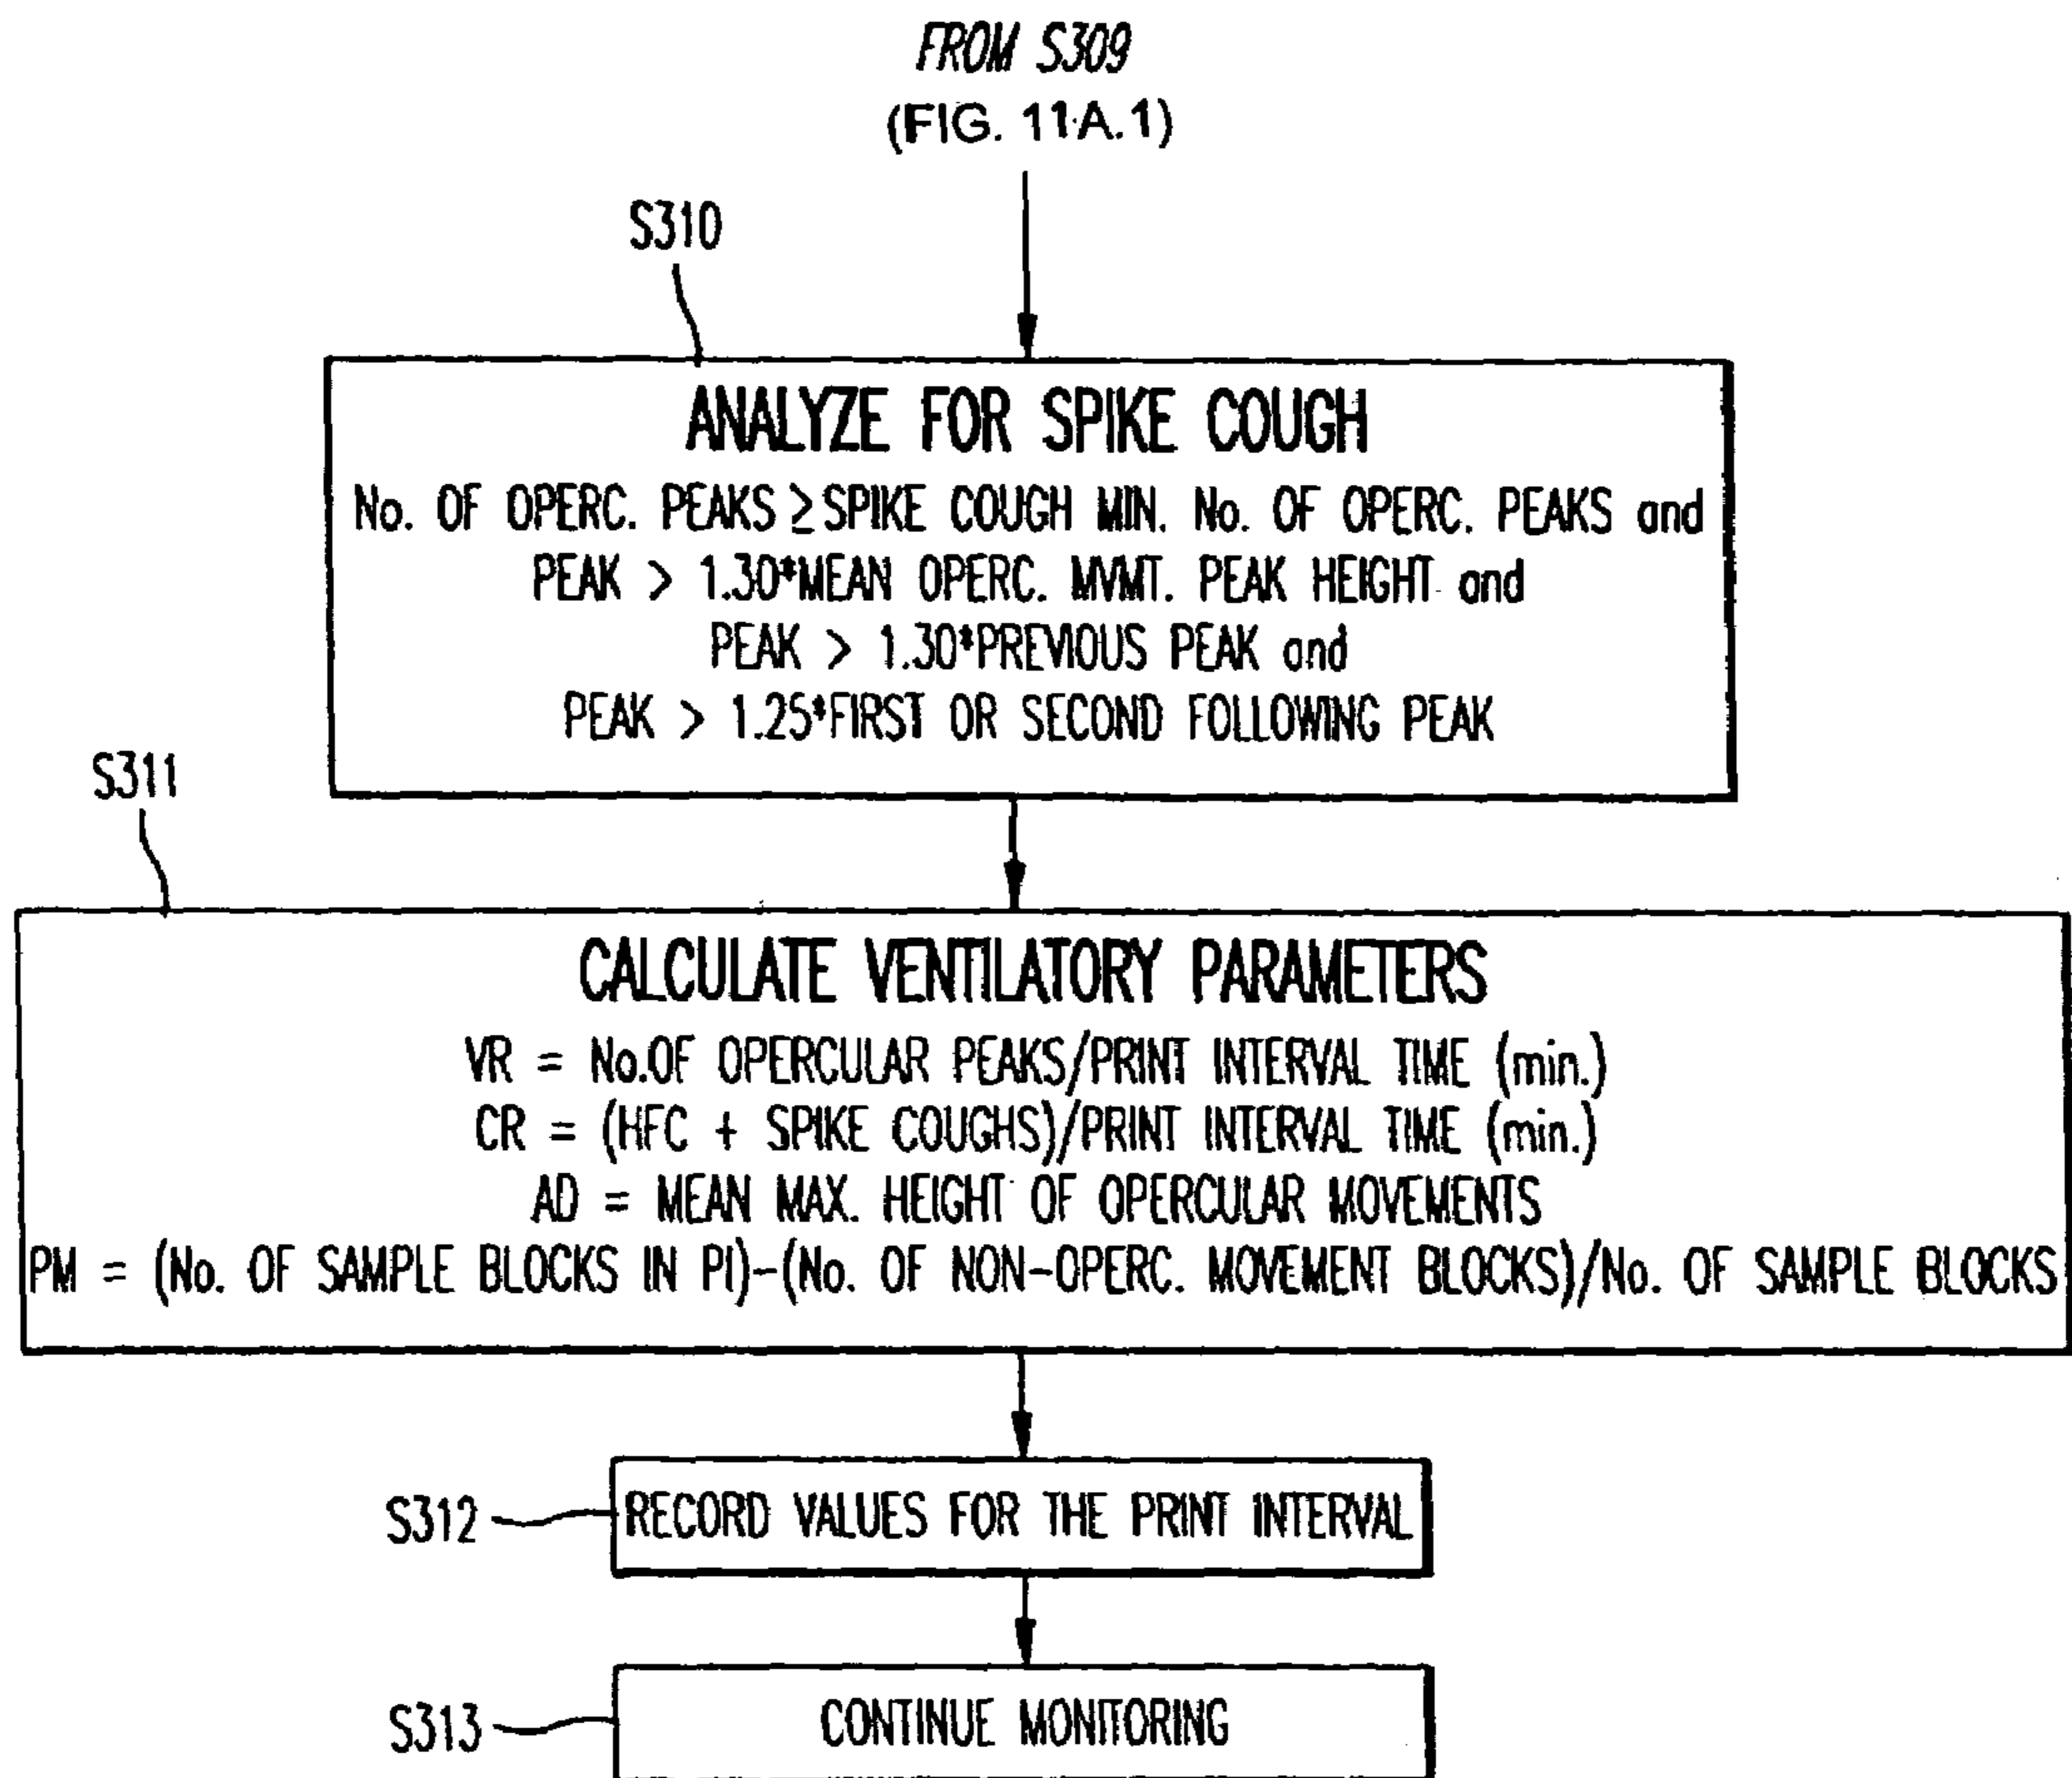 FROM S309
(FIG. 11A.1)
S310
ANALYZE FOR SPIKE COUGH
No. OF OPERC. PEAKS ≥ SPIKE COUGH MIN. No. OF OPERC. PEAKS and
PEAK > 1.30*MEAN OPERC. MVMT. PEAK HEIGHT and
PEAK > 1.30*PREVIOUS PEAK and
PEAK > 1.25*FIRST OR SECOND FOLLOWING PEAK
S311
CALCULATE VENTILATORY PARAMETERS
VR = No.OF OPERCULAR PEAKS/PRINT INTERVAL TIME (min.)
CR = (HFC + SPIKE COUGHS)/PRINT INTERVAL TIME (min.)
AD = MEAN MAX. HEIGHT OF OPERCULAR MOVEMENTS
PM = (No. OF SAMPLE BLOCKS IN PI)-(No. OF NON-OPERC. MOVEMENT BLOCKS)/No. OF SAMPLE BLOCKS
S312
RECORD VALUES FOR THE PRINT INTERVAL
S313
CONTINUE MONITORING